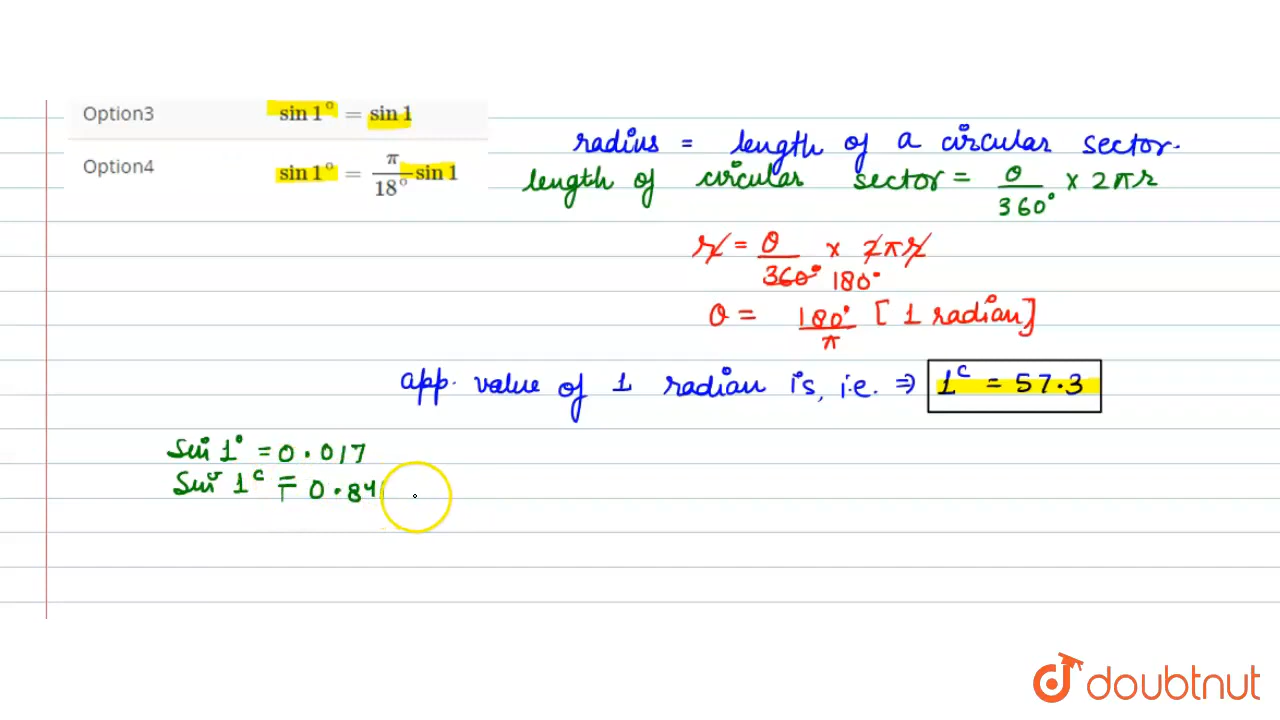 Option3 sin 1° = sin 1
Option4 sin 1° = π/18° sin 1
radius = length of a circular sector.
length of circular sector = θ/360° × 2πr
r = θ/360° × 2πr
180°
θ = 180°/π [1 radian]
app. value of 1 radian is, i.e. ⇒ 1ᶜ = 57.3
Sin 1° = 0.017
Sin 1ᶜ = 0.841
doubtnut